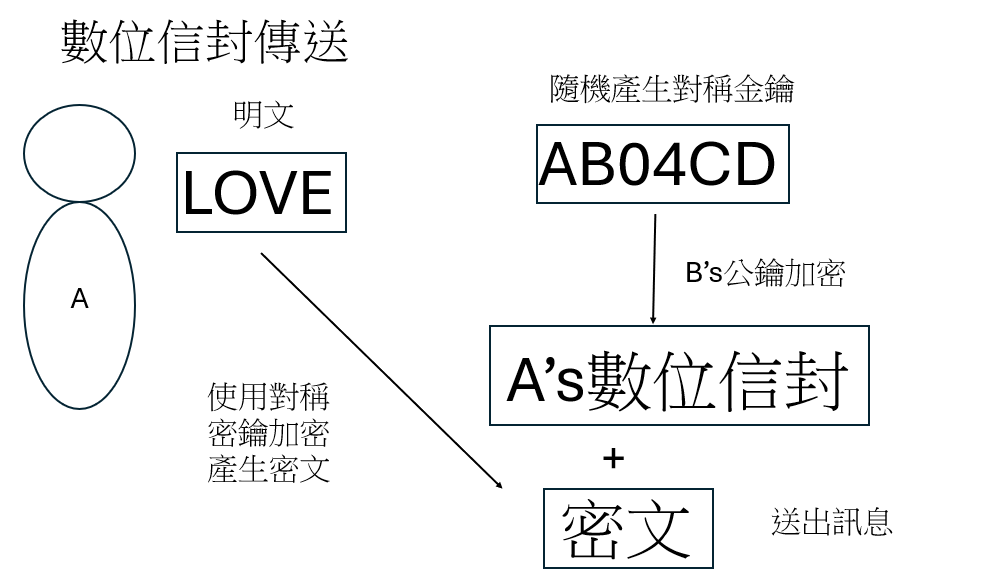 數位信封傳送
明文
LOVE
隨機產生對稱金鑰
AB04CD
B’s公鑰加密
A
A’s數位信封
使用對稱
密鑰加密
產生密文
+
密文
送出訊息